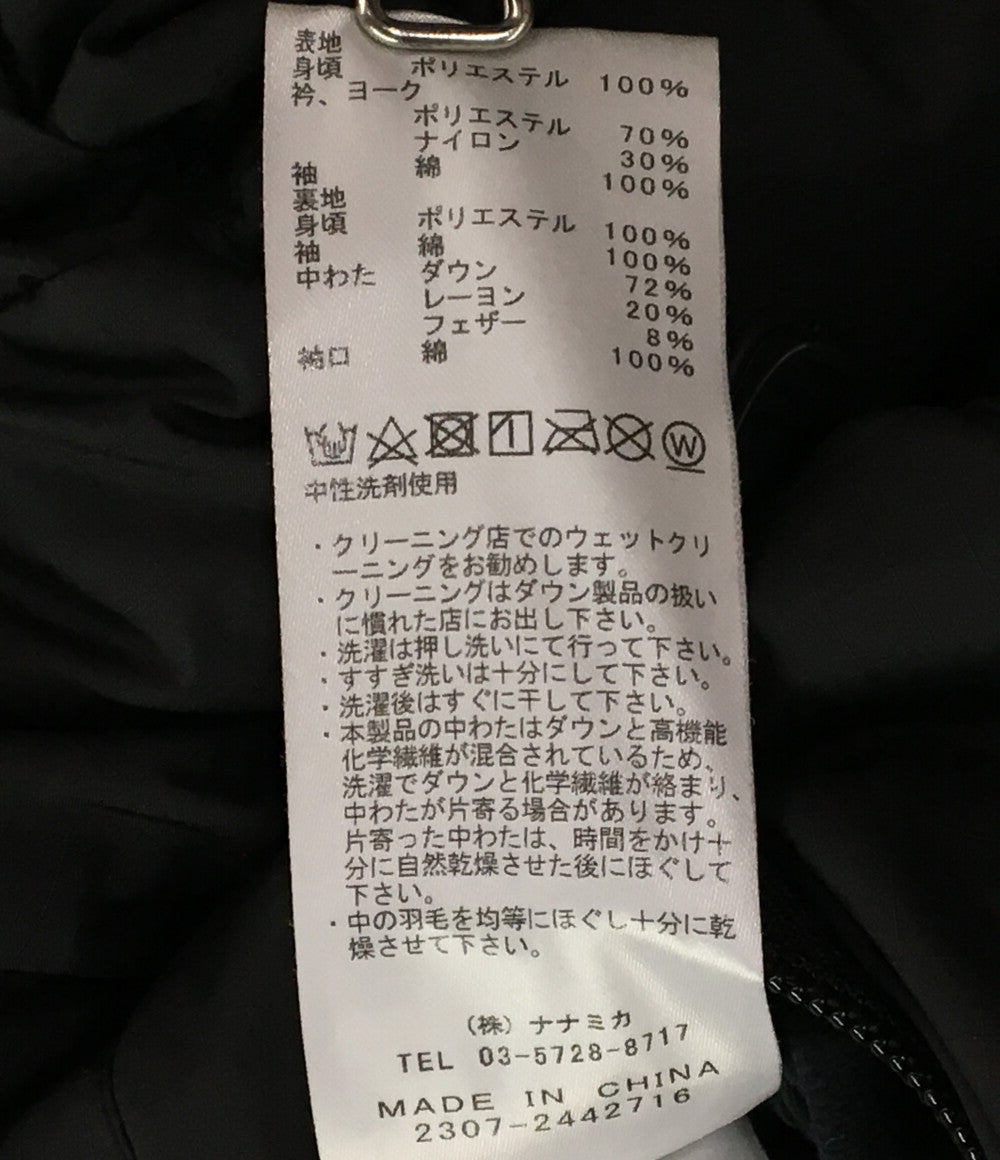 表地
身頃 ポリエステル 100%
衿、ヨーク
ポリエステル 70%
ナイロン 30%
袖 綿 100%
裏地
身頃 ポリエステル 100%
袖 綿 100%
中わた ダウン 72%
レーヨン 20%
フェザー 8%
袖口 綿 100%
W
中性洗剤使用
・クリーニング店でのウェットクリ
ーニングをお勧めします。
・クリーニングはダウン製品の扱い
に慣れた店にお出し下さい。
・洗濯は押し洗いにて行って下さい。
・すすぎ洗いは十分にして下さい。
・洗濯後はすぐに干して下さい。
・本製品の中わたはダウンと高機能
化学繊維が混合されているため、
洗濯でダウンと化学繊維が絡まり、
中わたが片寄る場合があります。
片寄った中わたは、時間をかけ十
分に自然乾燥させた後にほぐして
下さい。
・中の羽毛を均等にほぐし十分に乾
燥させて下さい。
(株)ナナミカ
TEL 03-5728-8717
MADE IN CHINA
2307-2442716